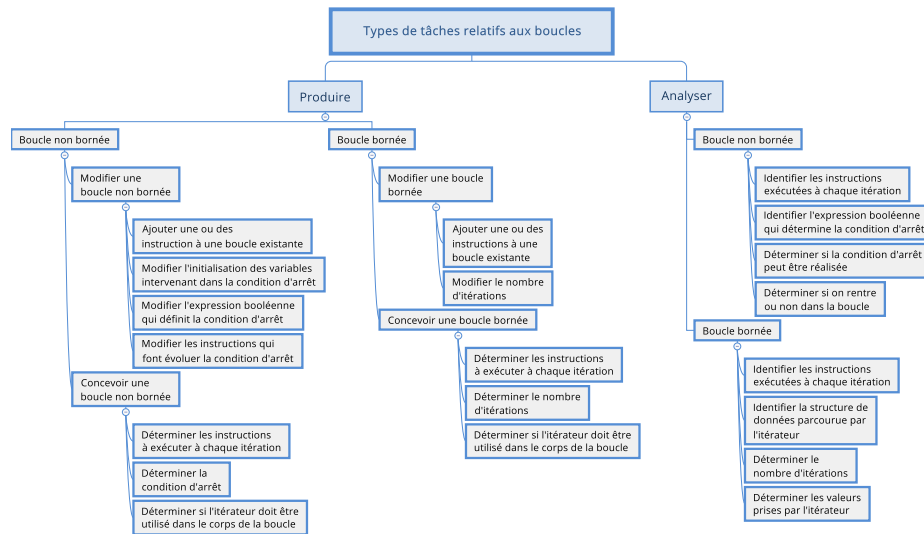 Types de tâches relatifs aux boucles
Produire
Boucle non bornée
Modifier une
boucle non bornée
Ajouter une ou des
instruction à une boucle existante
Modifier l'initialisation des variables
intervenant dans la condition d'arrêt
Modifier l'expression booléenne
qui définit la condition d'arrêt
Modifier les instructions qui
font évoluer la condition d'arrêt
Concevoir une
boucle non bornée
Déterminer les instructions
à exécuter à chaque itération
Déterminer la
condition d'arrêt
Déterminer si l'itérateur doit être
utilisé dans le corps de la boucle
Boucle bornée
Modifier une boucle
bornée
Ajouter une ou des
instructions à une
boucle existante
Modifier le nombre
d'itérations
Concevoir une boucle bornée
Déterminer les instructions
à exécuter à chaque itération
Déterminer le nombre
d'itérations
Déterminer si l'itérateur doit être
utilisé dans le corps de la boucle
Analyser
Boucle non bornée
Identifier les instructions
exécutées à chaque itération
Identifier l'expression booléenne
qui détermine la condition d'arrêt
Déterminer si la condition d'arrêt
peut être réalisée
Déterminer si on rentre
ou non dans la boucle
Boucle bornée
Identifier les instructions
exécutées à chaque itération
Identifier la structure de
données parcourue par
l'itérateur
Déterminer le
nombre d'itérations
Déterminer les valeurs
prises par l'itérateur